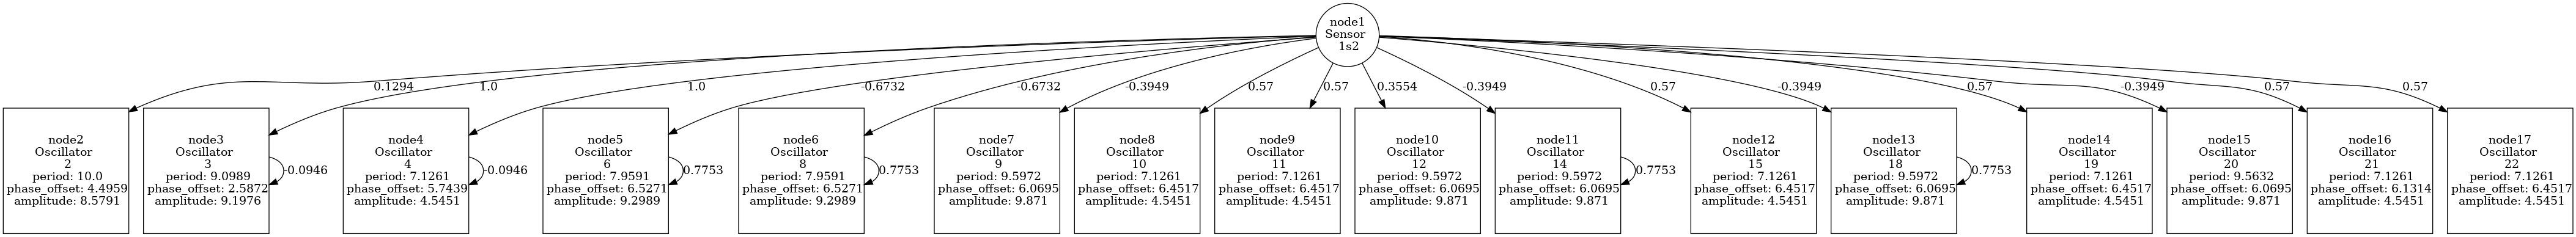 node1
Sensor
1s2
0.1294
1.0
1.0
-0.6732
-0.6732
-0.3949
0.57
0.57
0.3554
-0.3949
0.57
-0.3949
0.57
-0.3949
0.57
0.57
node2
Oscillator
2
period: 10.0
phase_offset: 4.4959
amplitude: 8.5791
node3
Oscillator
3
period: 9.0989
phase_offset: 2.5872
amplitude: 9.1976
-0.0946
node4
Oscillator
4
period: 7.1261
phase_offset: 5.7439
amplitude: 4.5451
-0.0946
node5
Oscillator
6
period: 7.9591
phase_offset: 6.5271
amplitude: 9.2989
0.7753
node6
Oscillator
8
period: 7.9591
phase_offset: 6.5271
amplitude: 9.2989
0.7753
node7
Oscillator
9
period: 9.5972
phase_offset: 6.0695
amplitude: 9.871
node8
Oscillator
10
period: 7.1261
phase_offset: 6.4517
amplitude: 4.5451
node9
Oscillator
11
period: 7.1261
phase_offset: 6.4517
amplitude: 4.5451
node10
Oscillator
12
period: 9.5972
phase_offset: 6.0695
amplitude: 9.871
node11
Oscillator
14
period: 9.5972
phase_offset: 6.0695
amplitude: 9.871
0.7753
node12
Oscillator
15
period: 7.1261
phase_offset: 6.4517
amplitude: 4.5451
node13
Oscillator
18
period: 9.5972
phase_offset: 6.0695
amplitude: 9.871
0.7753
node14
Oscillator
19
period: 7.1261
phase_offset: 6.4517
amplitude: 4.5451
node15
Oscillator
20
period: 9.5632
phase_offset: 6.0695
amplitude: 9.871
node16
Oscillator
21
period: 7.1261
phase_offset: 6.1314
amplitude: 4.5451
node17
Oscillator
22
period: 7.1261
phase_offset: 6.4517
amplitude: 4.5451